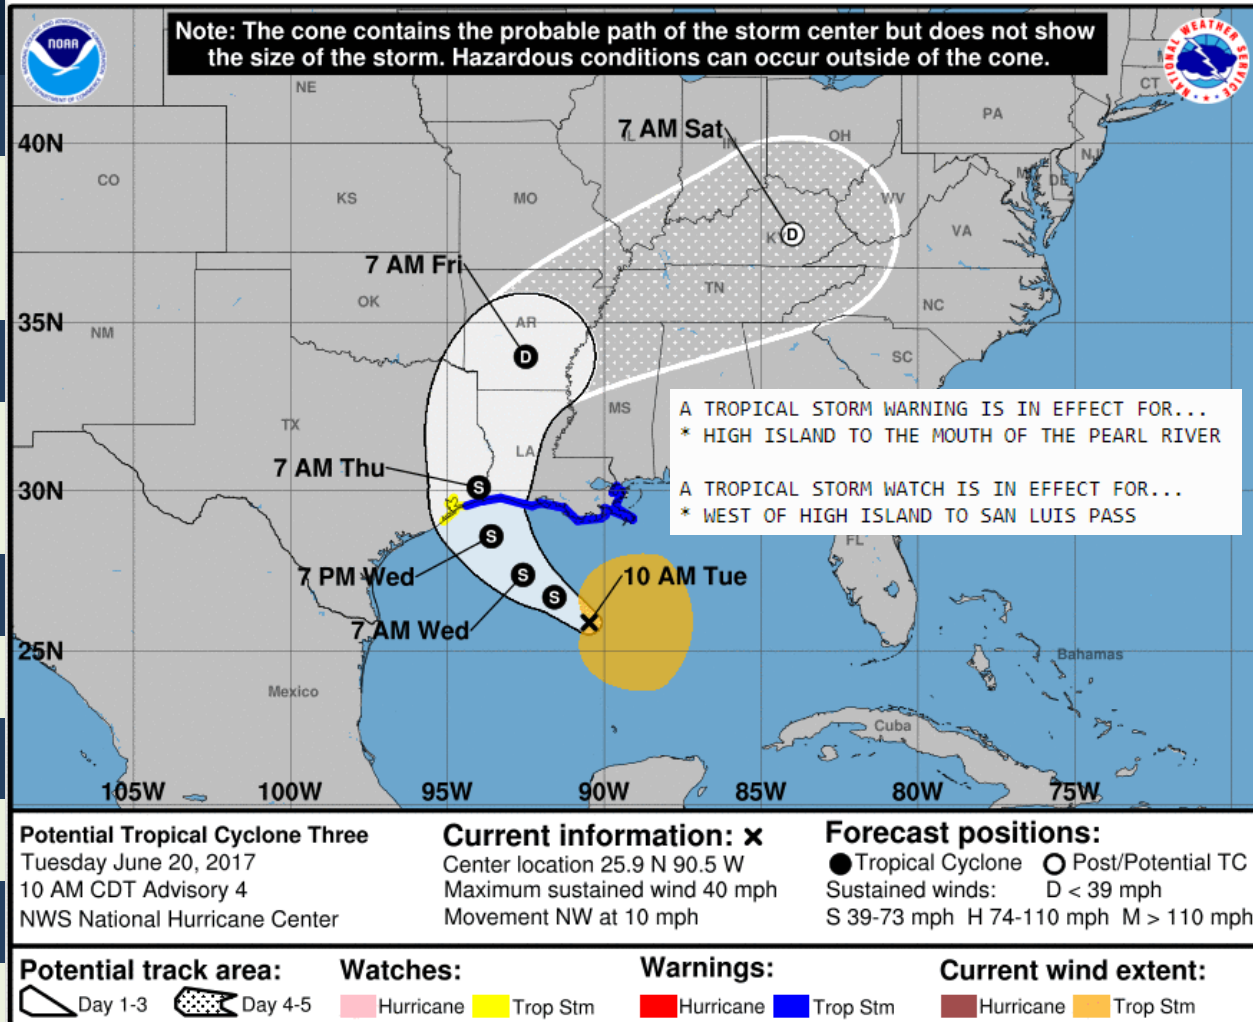 Note: The cone contains the probable path of the storm center but does not show
the size of the storm. Hazardous conditions can occur outside of the cone.
NOAA
NATIONAL WEATHER SERVICE
NE
CT
PA
7 AM Sat
IL
IN
OH
40N
NJ
CO
KS
MO
WV
DE
KY
VA
7 AM Fri
OK
TN
NC
NM
35N
AR
SC
MS
TX
LA
7 AM Thu
30N
A TROPICAL STORM WARNING IS IN EFFECT FOR...
* HIGH ISLAND TO THE MOUTH OF THE PEARL RIVER
A TROPICAL STORM WATCH IS IN EFFECT FOR...
* WEST OF HIGH ISLAND TO SAN LUIS PASS
FL
D
D
S
S
S
S
7 PM Wed
10 AM Tue
7 AM Wed
25N
Bahamas
Mexico
Cuba
105W 100W 95W 90W 85W 80W 75W
Potential Tropical Cyclone Three
Tuesday June 20, 2017
10 AM CDT Advisory 4
NWS National Hurricane Center
Current information: ×
Center location 25.9 N 90.5 W
Maximum sustained wind 40 mph
Movement NW at 10 mph
Forecast positions:
Tropical Cyclone Post/Potential TC
Sustained winds: D < 39 mph
S 39-73 mph H 74-110 mph M > 110 mph
Potential track area:
Day 1-3 Day 4-5
Watches:
Hurricane Trop Stm
Warnings:
Hurricane Trop Stm
Current wind extent:
Hurricane Trop Stm